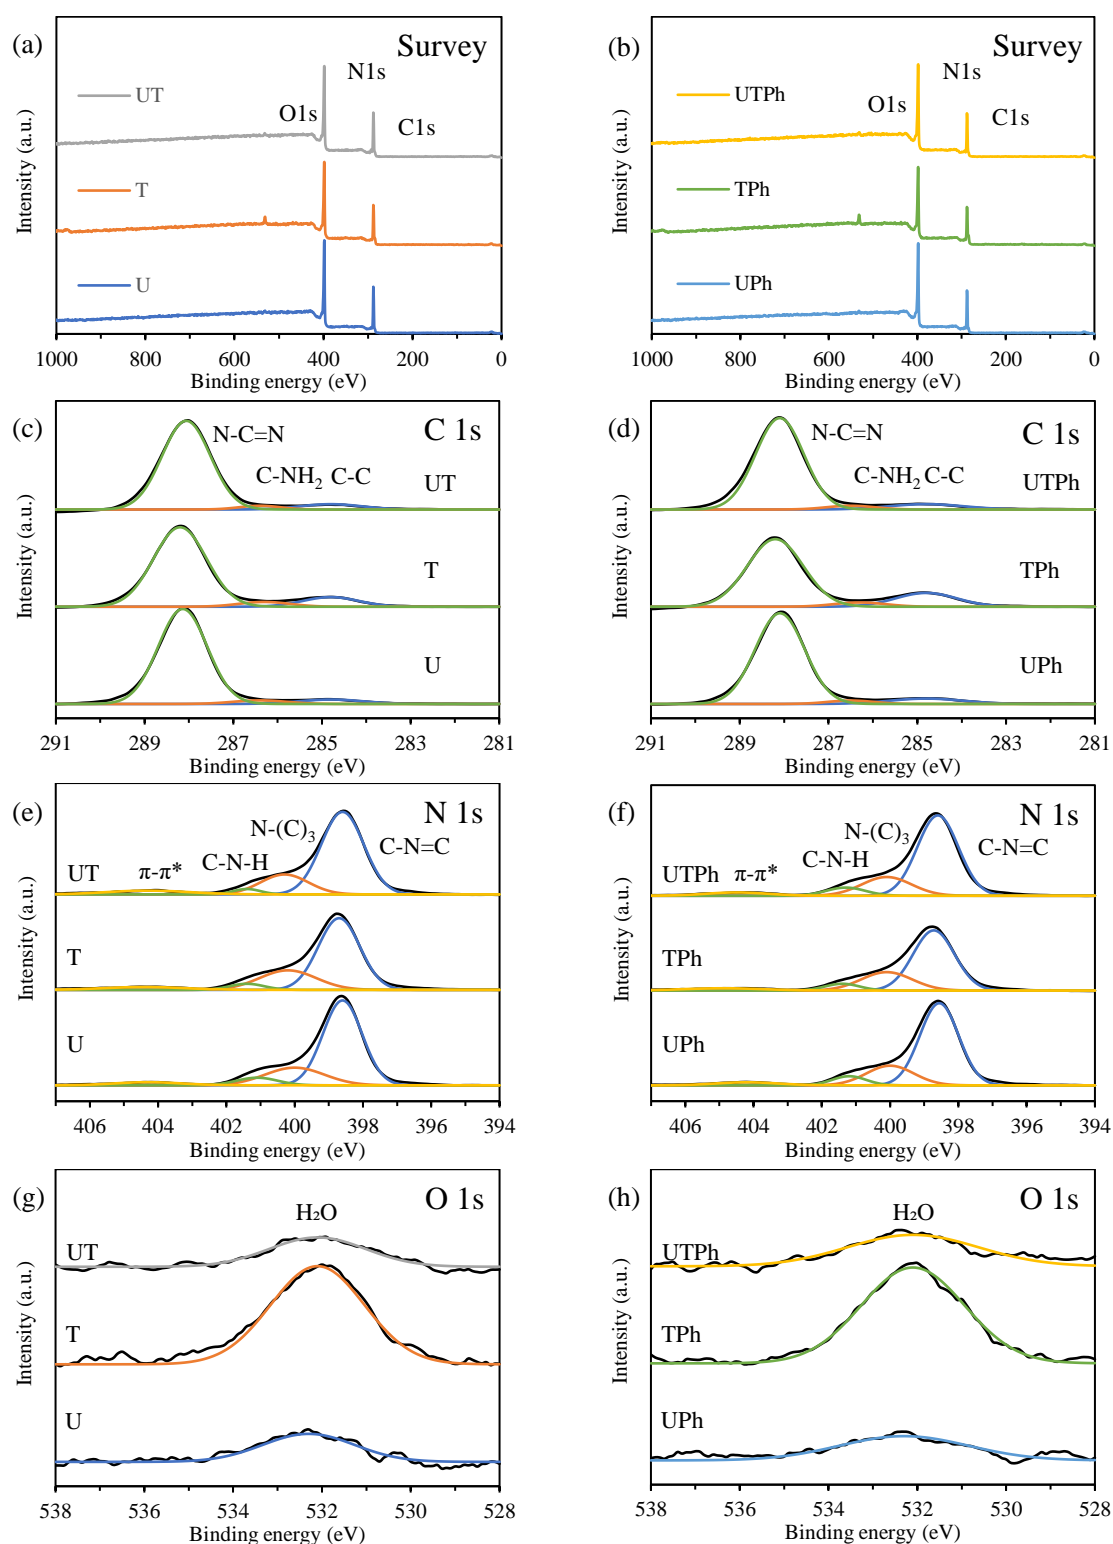 (a)
Survey
N1s
UT
O1s
C1s
T
U
Intensity (a.u.)
1000
800
600
400
200
0
Binding energy (eV)
(b)
Survey
N1s
UTPh
O1s
C1s
TPh
UPh
Intensity (a.u.)
1000
800
600
400
200
0
Binding energy (eV)
(c)
C 1s
N-C=N
C-NH₂ C-C
UT
T
U
Intensity (a.u.)
291
289
287
285
283
281
Binding energy (eV)
(d)
C 1s
N-C=N
C-NH₂ C-C
UTPh
TPh
UPh
Intensity (a.u.)
291
289
287
285
283
281
Binding energy (eV)
(e)
N 1s
N-(C)₃
C-N=C
C-N-H
π-π*
UT
T
U
Intensity (a.u.)
406
404
402
400
398
396
394
Binding energy (eV)
(f)
N 1s
N-(C)₃
C-N=C
C-N-H
π-π*
UTPh
TPh
UPh
Intensity (a.u.)
406
404
402
400
398
396
394
Binding energy (eV)
(g)
O 1s
H₂O
UT
T
U
Intensity (a.u.)
538
536
534
532
530
528
Binding energy (eV)
(h)
O 1s
H₂O
UTPh
TPh
UPh
Intensity (a.u.)
538
536
534
532
530
528
Binding energy (eV)